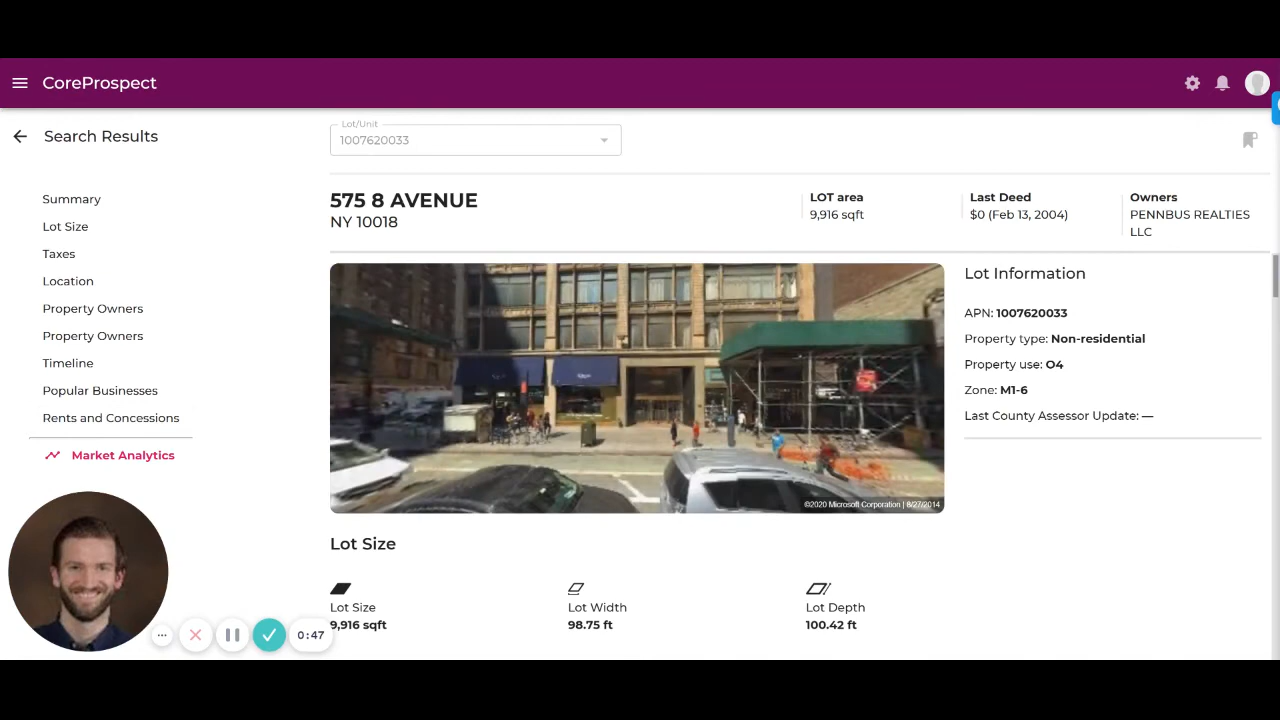 CoreProspect
Search Results
Summary
Lot Size
Taxes
Location
Property Owners
Property Owners
Timeline
Popular Businesses
Rents and Concessions
Market Analytics
Lot/Unit
1007620033
575 8 AVENUE
NY 10018
LOT area
9,916 sqft
Last Deed
$0 (Feb 13, 2004)
Owners
PENNBUS REALTIES
LLC
©2020 Microsoft Corporation | 8/27/2014
Lot Information
APN: 1007620033
Property type: Non-residential
Property use: O4
Zone: M1-6
Last County Assessor Update: —
Lot Size
Lot Size
9,916 sqft
Lot Width
98.75 ft
Lot Depth
100.42 ft
0:47